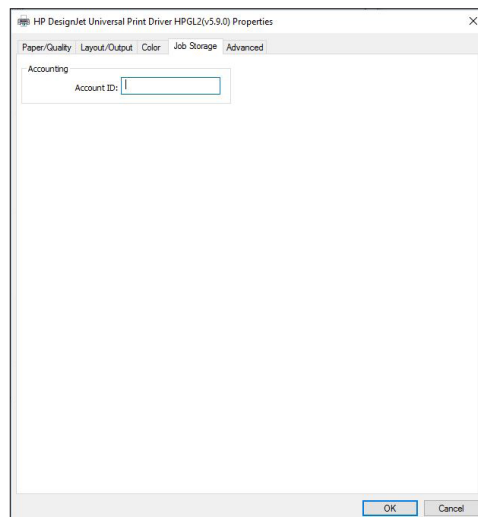 HP DesignJet Universal Print Driver HPGL2(v5.9.0) Properties
Paper/Quality Layout/Output Color Job Storage Advanced
Accounting
Account ID:
OK Cancel